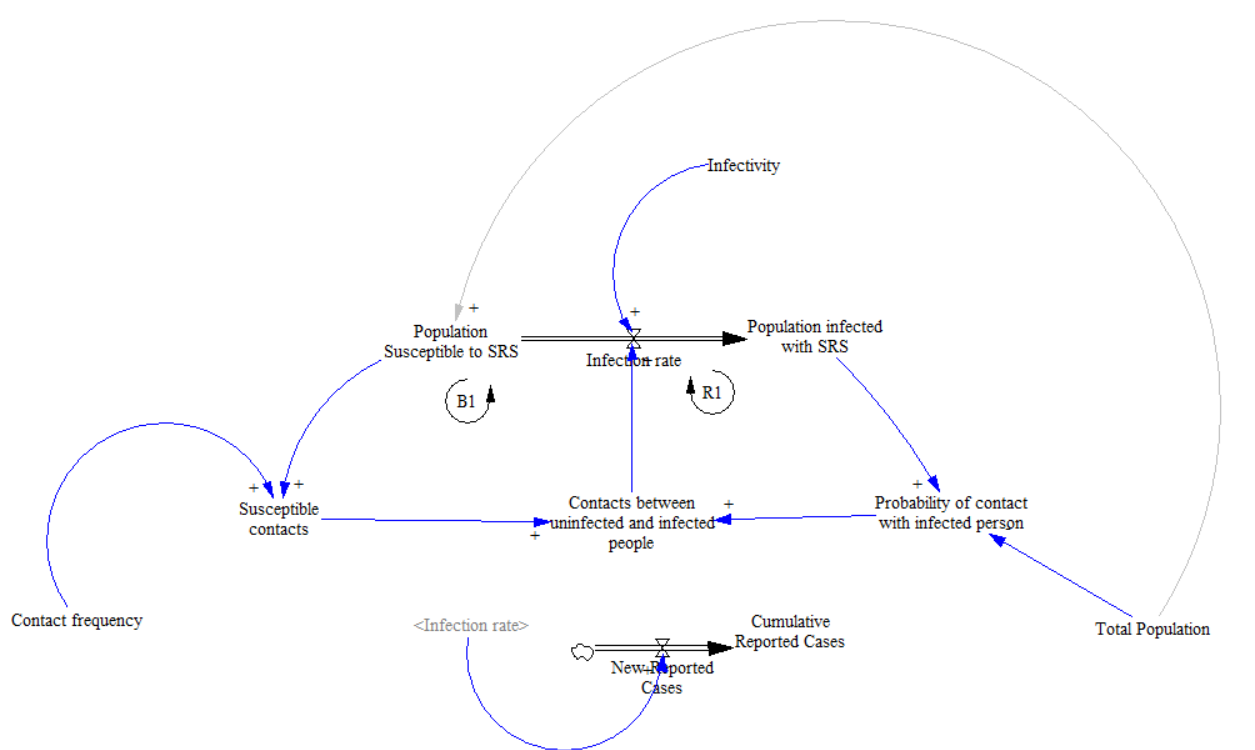 Infectivity
+
+
Population
Susceptible to SRS
Population infected
with SRS
+
Infection rate
B1
R1
+
+
+
+
Susceptible
contacts
Contacts between
uninfected and infected
people
Probability of contact
with infected person
+
Contact frequency
<Infection rate>
Cumulative
Reported Cases
Total Population
New Reported
+
Cases